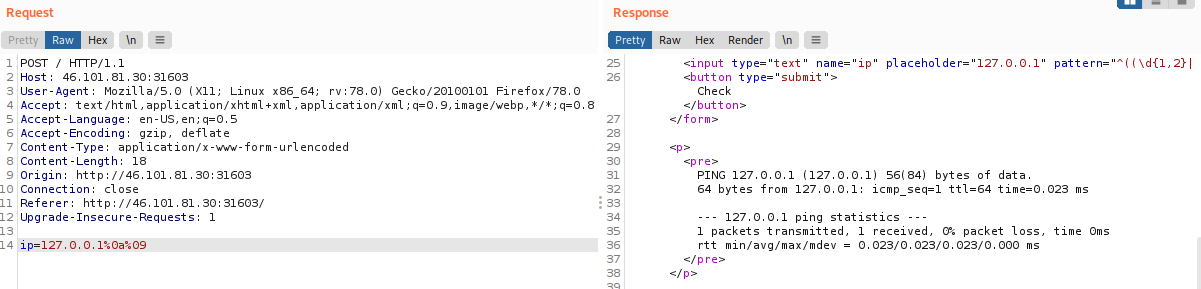 Request
Pretty Raw Hex \n
1 POST / HTTP/1.1
2 Host: 46.101.81.30:31603
3 User-Agent: Mozilla/5.0 (X11; Linux x86_64; rv:78.0) Gecko/20100101 Firefox/78.0
4 Accept: text/html,application/xhtml+xml,application/xml;q=0.9,image/webp,*/*;q=0.8
5 Accept-Language: en-US,en;q=0.5
6 Accept-Encoding: gzip, deflate
7 Content-Type: application/x-www-form-urlencoded
8 Content-Length: 18
9 Origin: http://46.101.81.30:31603
10 Connection: close
11 Referer: http://46.101.81.30:31603/
12 Upgrade-Insecure-Requests: 1
13
14 ip=127.0.0.1%0a%09
Response
Pretty Raw Hex Render \n
25 <input type="text" name="ip" placeholder="127.0.0.1" pattern="^((\d{1,2}|
26 <button type="submit">
Check
</button>
27 </form>
28
29 <p>
30 <pre>
31 PING 127.0.0.1 (127.0.0.1) 56(84) bytes of data.
32 64 bytes from 127.0.0.1: icmp_seq=1 ttl=64 time=0.023 ms
33
34 --- 127.0.0.1 ping statistics ---
35 1 packets transmitted, 1 received, 0% packet loss, time 0ms
36 rtt min/avg/max/mdev = 0.023/0.023/0.023/0.000 ms
37 </pre>
38 </p>
39